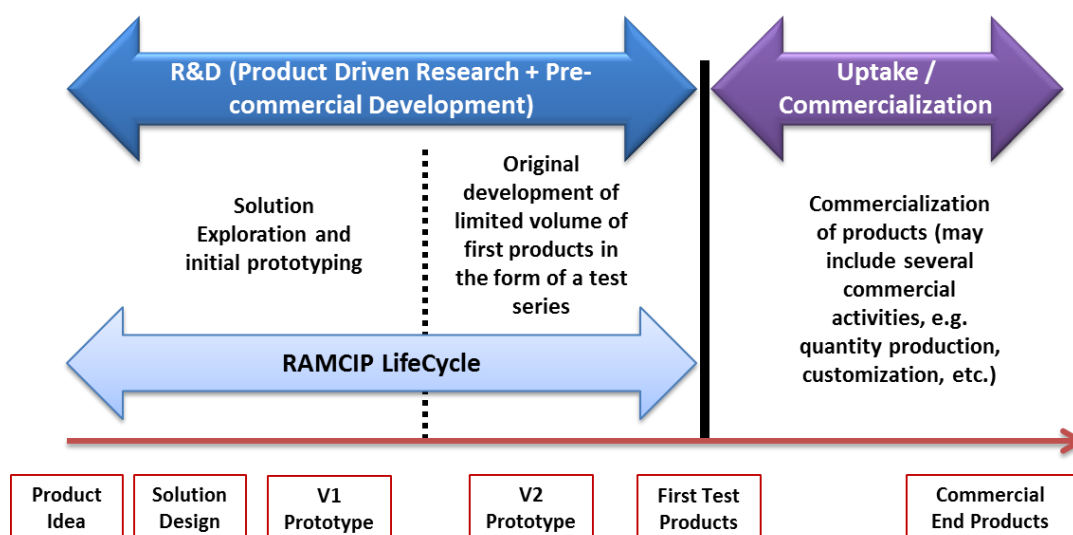 R&D (Product Driven Research + Pre-
commercial Development)
Uptake /
Commercialization
Solution
Exploration and
initial prototyping
Original
development of
limited volume of
first products in
the form of a test
series
Commercialization
of products (may
include several
commercial
activities, e.g.
quantity production,
customization, etc.)
RAMCIP LifeCycle
Product
Idea
Solution
Design
V1
Prototype
V2
Prototype
First Test
Products
Commercial
End Products